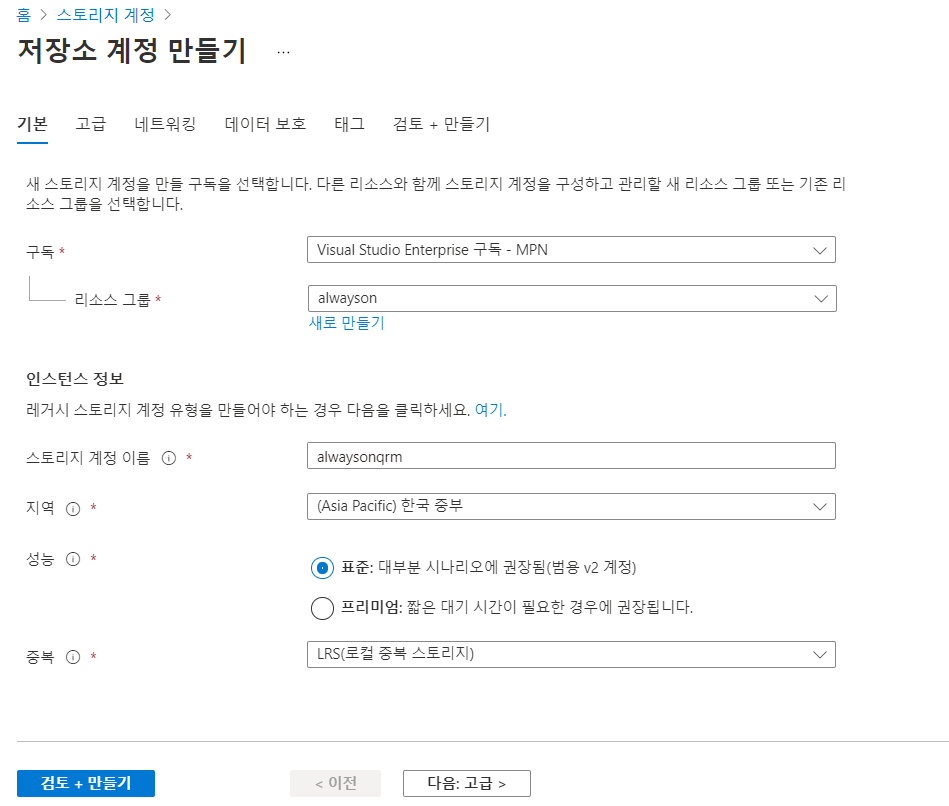 홈 > 스토리지 계정 >
저장소 계정 만들기 ...
기본 고급 네트워킹 데이터 보호 태그 검토 + 만들기
새 스토리지 계정을 만들 구독을 선택합니다. 다른 리소스와 함께 스토리지 계정을 구성하고 관리할 새 리소스 그룹 또는 기존 리
소스 그룹을 선택합니다.
구독 * Visual Studio Enterprise 구독 - MPN
리소스 그룹 * alwayson
새로 만들기
인스턴스 정보
레거시 스토리지 계정 유형을 만들어야 하는 경우 다음을 클릭하세요. 여기.
스토리지 계정 이름 * alwaysonqrm
지역 * (Asia Pacific) 한국 중부
성능 *
표준: 대부분 시나리오에 권장됨(범용 v2 계정)
프리미엄: 짧은 대기 시간이 필요한 경우에 권장됩니다.
중복 * LRS(로컬 중복 스토리지)
검토 + 만들기 < 이전 다음: 고급 >